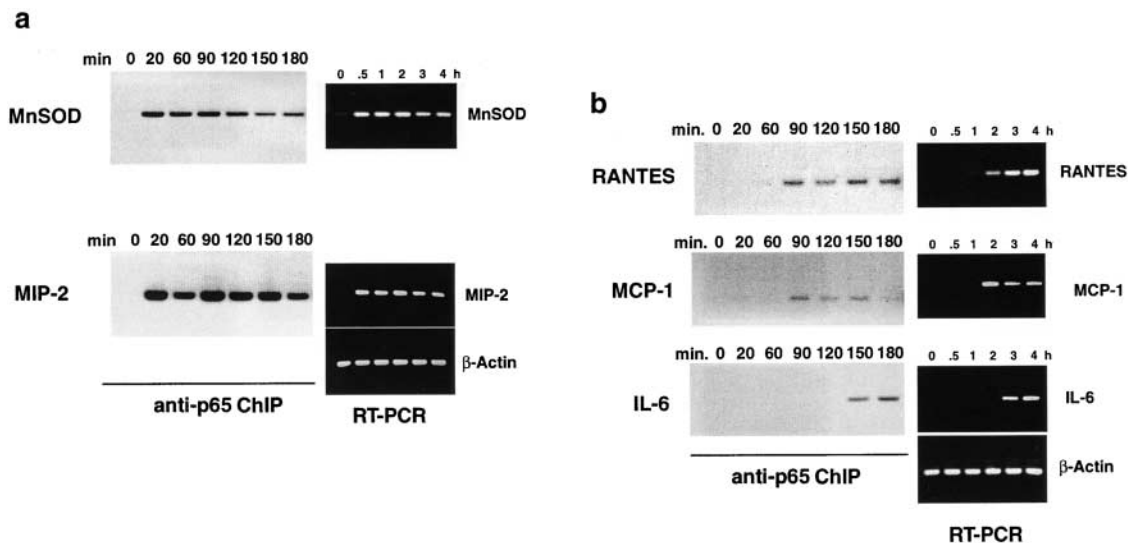 a
min 0 20 60 90 120 150 180
0 .5 1 2 3 4 h
MnSOD
MnSOD
min 0 20 60 90 120 150 180
MIP-2
MIP-2
β-Actin
anti-p65 ChIP
RT-PCR
b
min. 0 20 60 90 120 150 180
0 .5 1 2 3 4 h
RANTES
RANTES
min. 0 20 60 90 120 150 180
0 .5 1 2 3 4 h
MCP-1
MCP-1
min. 0 20 60 90 120 150 180
0 .5 1 2 3 4 h
IL-6
IL-6
β-Actin
anti-p65 ChIP
RT-PCR